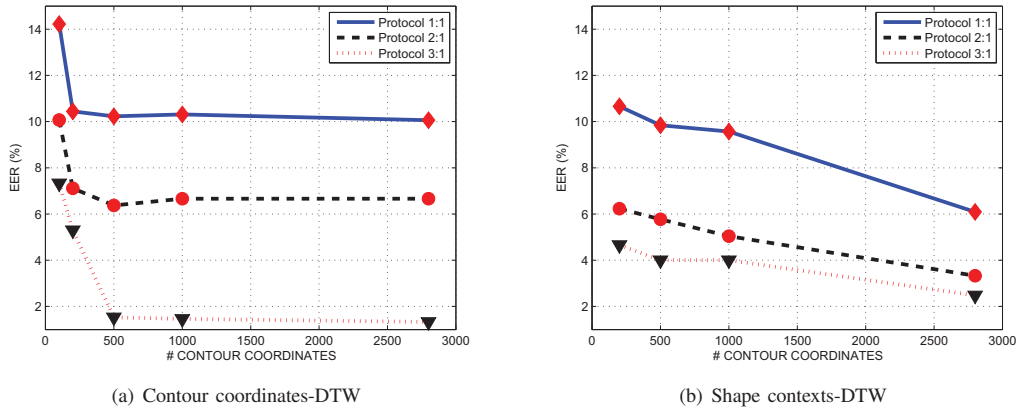 14
12
10
8
6
4
2
EER (%)
0 500 1000 1500 2000 2500 3000
# CONTOUR COORDINATES
Protocol 1:1
Protocol 2:1
Protocol 3:1
(a) Contour coordinates-DTW
14
12
10
8
6
4
2
EER (%)
0 500 1000 1500 2000 2500 3000
# CONTOUR COORDINATES
Protocol 1:1
Protocol 2:1
Protocol 3:1
(b) Shape contexts-DTW